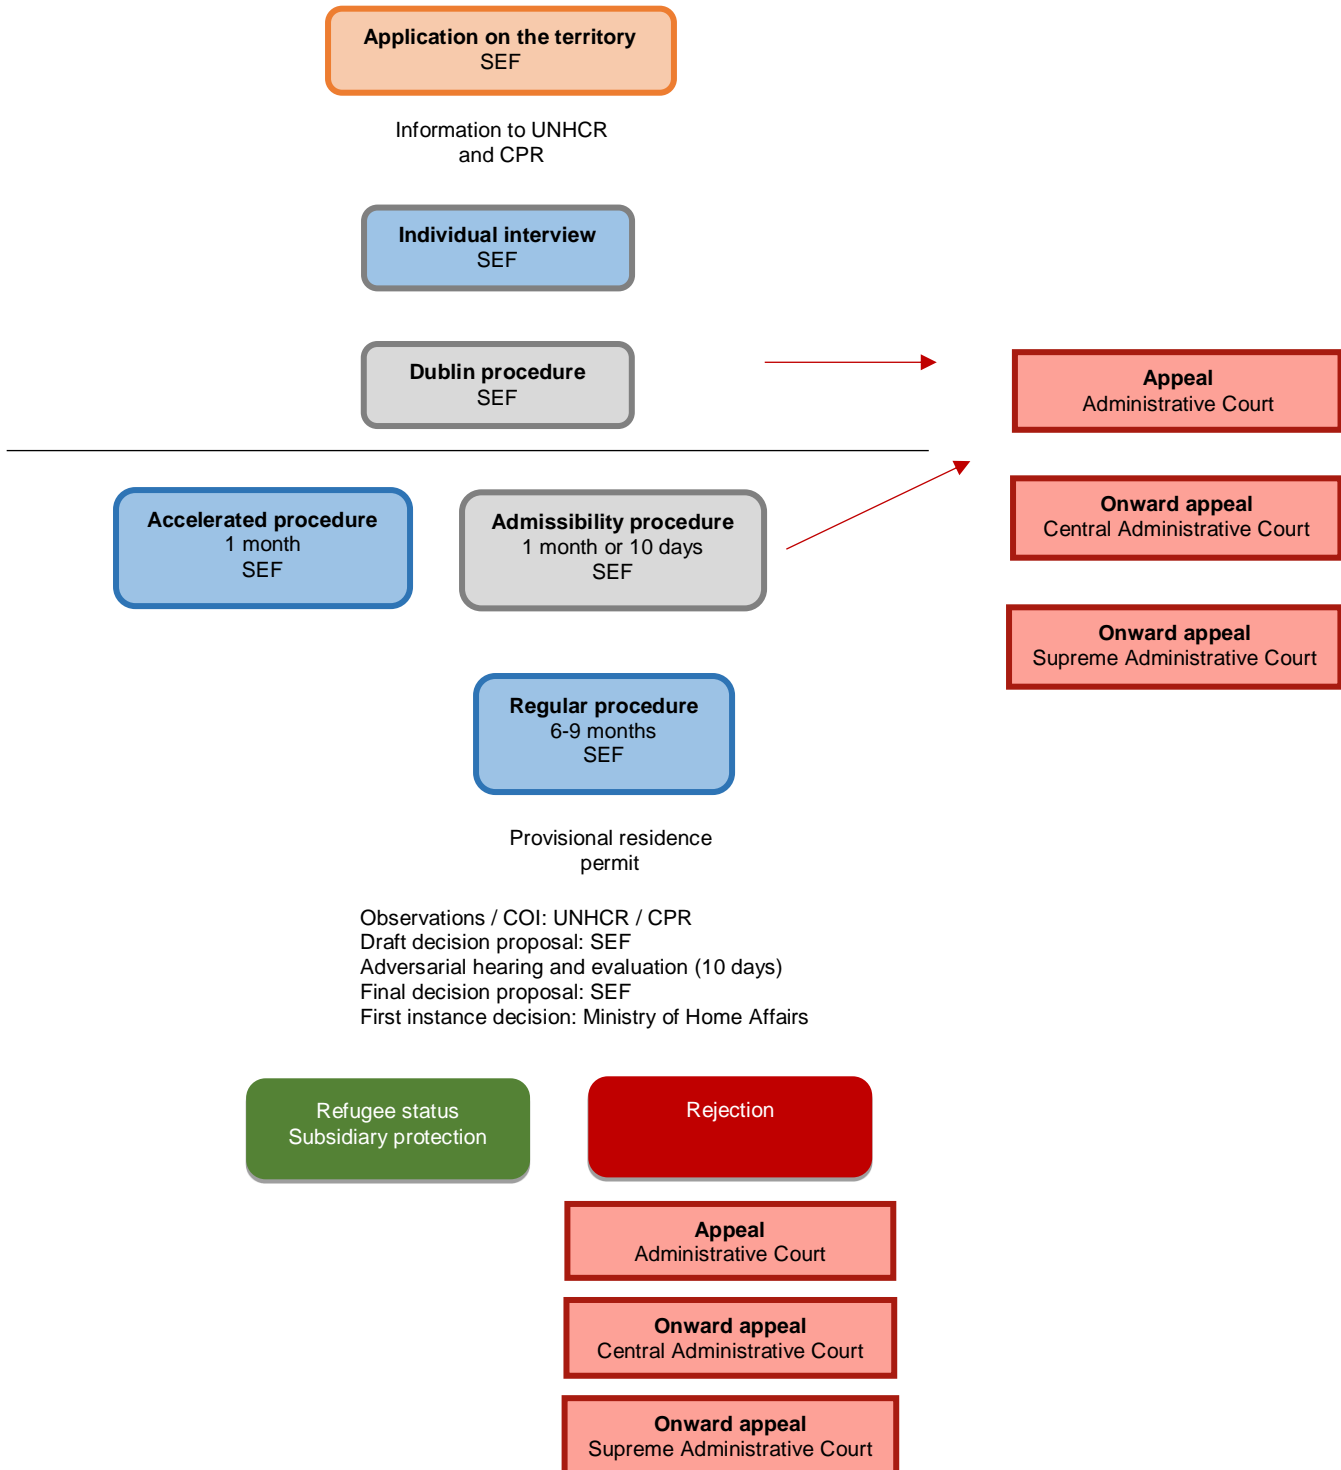 Application on the territory
SEF
Information to UNHCR
and CPR
Individual interview
SEF
Dublin procedure
SEF
Appeal
Administrative Court
Accelerated procedure
1 month
SEF
Admissibility procedure
1 month or 10 days
SEF
Onward appeal
Central Administrative Court
Onward appeal
Supreme Administrative Court
Regular procedure
6-9 months
SEF
Provisional residence
permit
Observations / COI: UNHCR / CPR
Draft decision proposal: SEF
Adversarial hearing and evaluation (10 days)
Final decision proposal: SEF
First instance decision: Ministry of Home Affairs
Refugee status
Subsidiary protection
Rejection
Appeal
Administrative Court
Onward appeal
Central Administrative Court
Onward appeal
Supreme Administrative Court